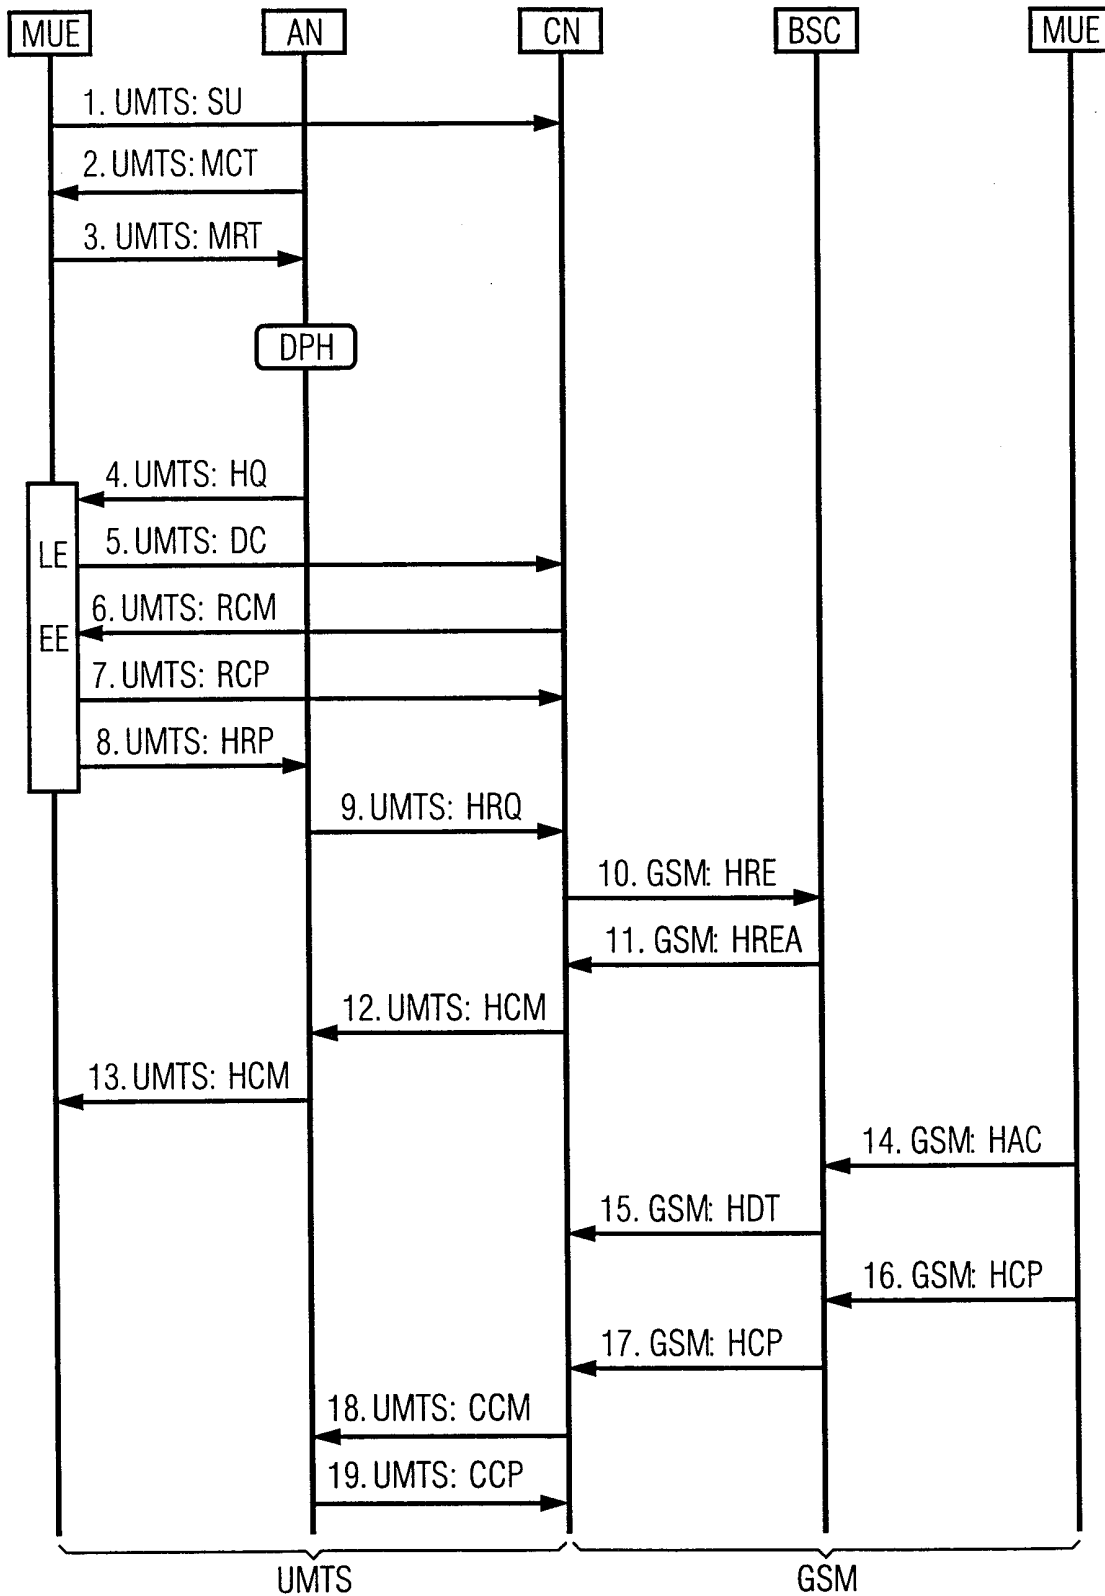 MUE AN CN BSC MUE
1. UMTS: SU
2. UMTS: MCT
3. UMTS: MRT
DPH
4. UMTS: HQ
LE
5. UMTS: DC
6. UMTS: RCM
EE
7. UMTS: RCP
8. UMTS: HRP
9. UMTS: HRQ
10. GSM: HRE
11. GSM: HREA
12. UMTS: HCM
13. UMTS: HCM
14. GSM: HAC
15. GSM: HDT
16. GSM: HCP
17. GSM: HCP
18. UMTS: CCM
19. UMTS: CCP
UMTS GSM